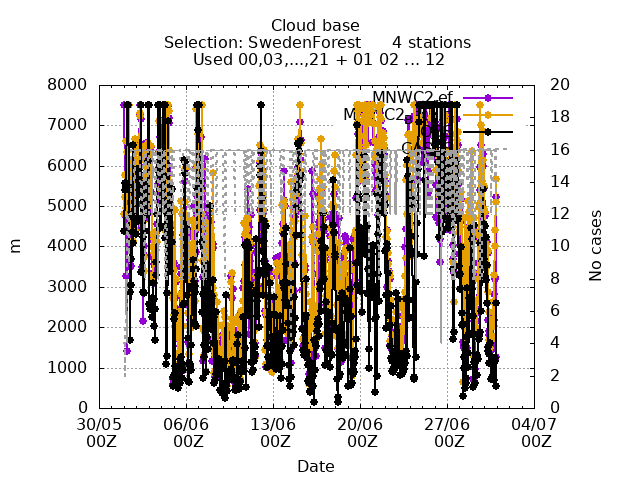 Cloud base
Selection: SwedenForest 4 stations
Used 00,03,...,21 + 01 02 ... 12
8000
7000
6000
5000
4000
3000
2000
1000
0
20
18
16
14
12
10
8
6
4
2
0
m
No cases
MNWC2.ef
30/05 06/06 13/06 20/06 27/06 04/07
00Z 00Z 00Z 00Z 00Z 00Z
Date